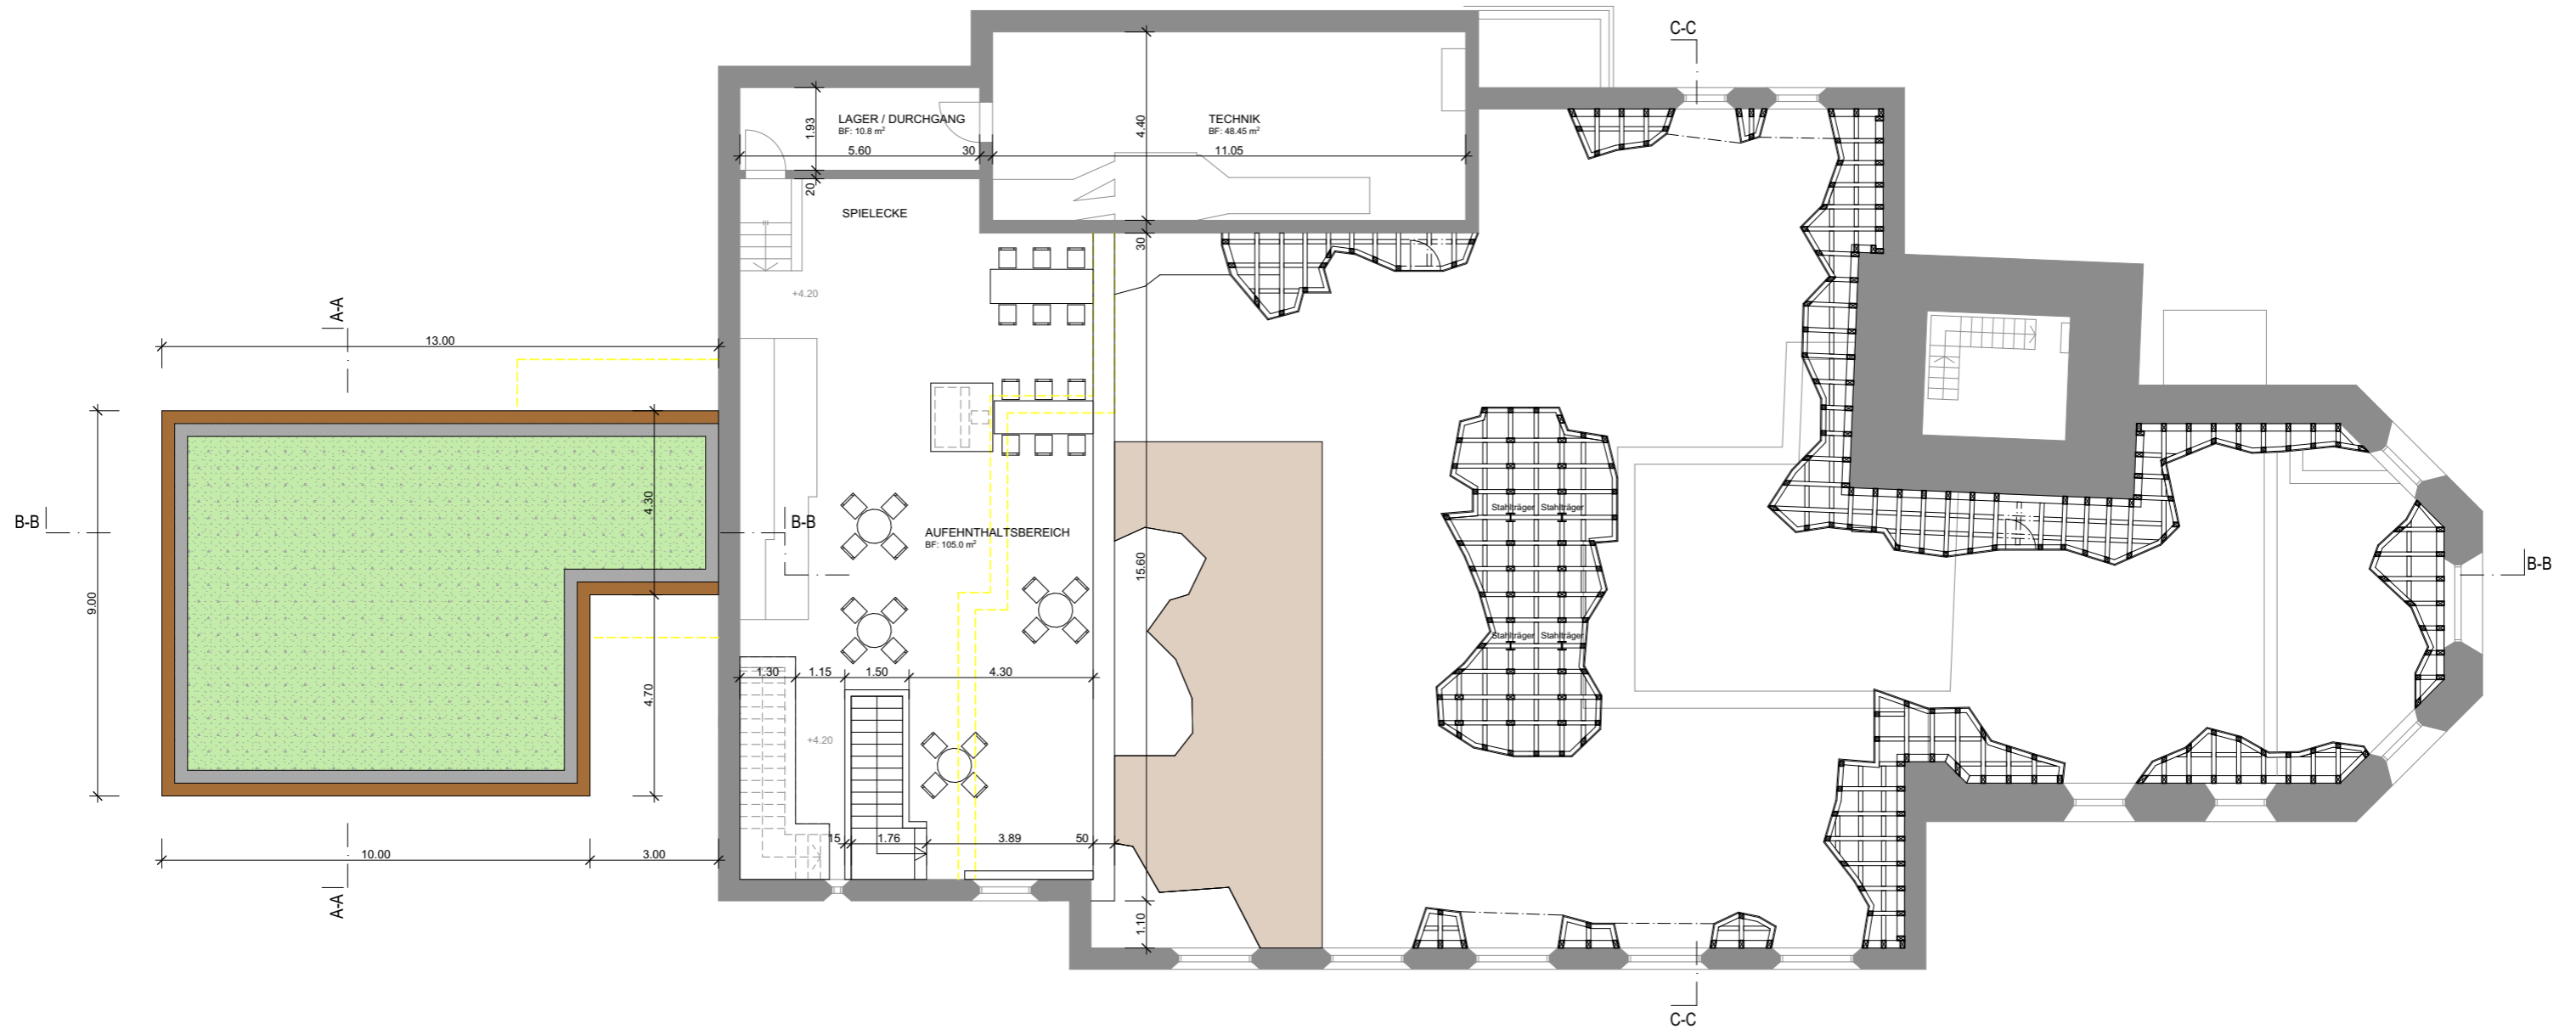 C-C
LAGER / DURCHGANG
BF: 10.8 m²
1.93
5.60
30
20
TECHNIK
BF: 48.45 m²
4.40
11.05
30
SPIELECKE
+4.20
A-A
13.00
9.00
4.30
4.70
B-B
B-B
AUFEHNTHALTSBEREICH
BF: 105.0 m²
15.60
Stahlträger
Stahlträger
Stahlträger
Stahlträger
B-B
1.30
1.15
1.50
4.30
+4.20
15
1.76
3.89
50
10.00
3.00
A-A
1.10
C-C